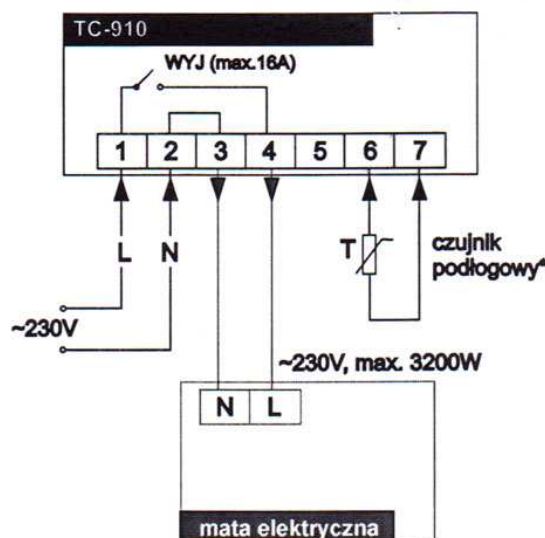 TC-910
WYJ (max.16A)
1 2 3 4 5 6 7
L N
T
czujnik
podłogowy*
~230V
~230V, max. 3200W
N L
mata elektryczna